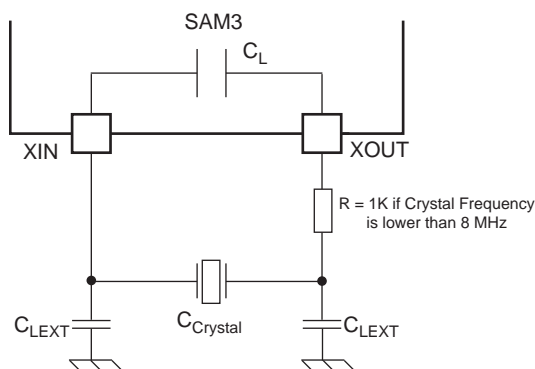 SAM3
CL
XIN
XOUT
R = 1K if Crystal Frequency
is lower than 8 MHz
CLEXT
CCrystal
CLEXT